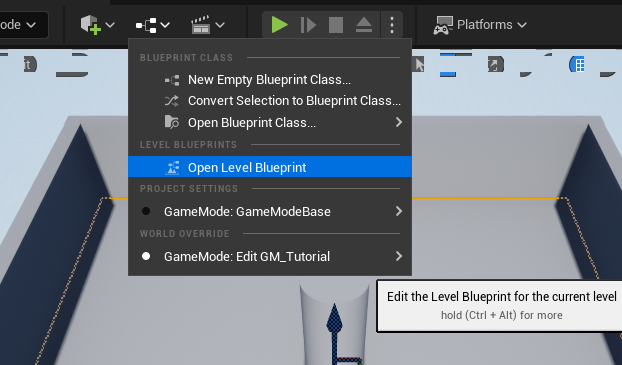 ode
Platforms
BLUEPRINT CLASS
New Empty Blueprint Class...
Convert Selection to Blueprint Class...
Open Blueprint Class...
LEVEL BLUEPRINTS
Open Level Blueprint
PROJECT SETTINGS
GameMode: GameModeBase
WORLD OVERRIDE
GameMode: Edit GM_Tutorial
Edit the Level Blueprint for the current level
hold (Ctrl + Alt) for more